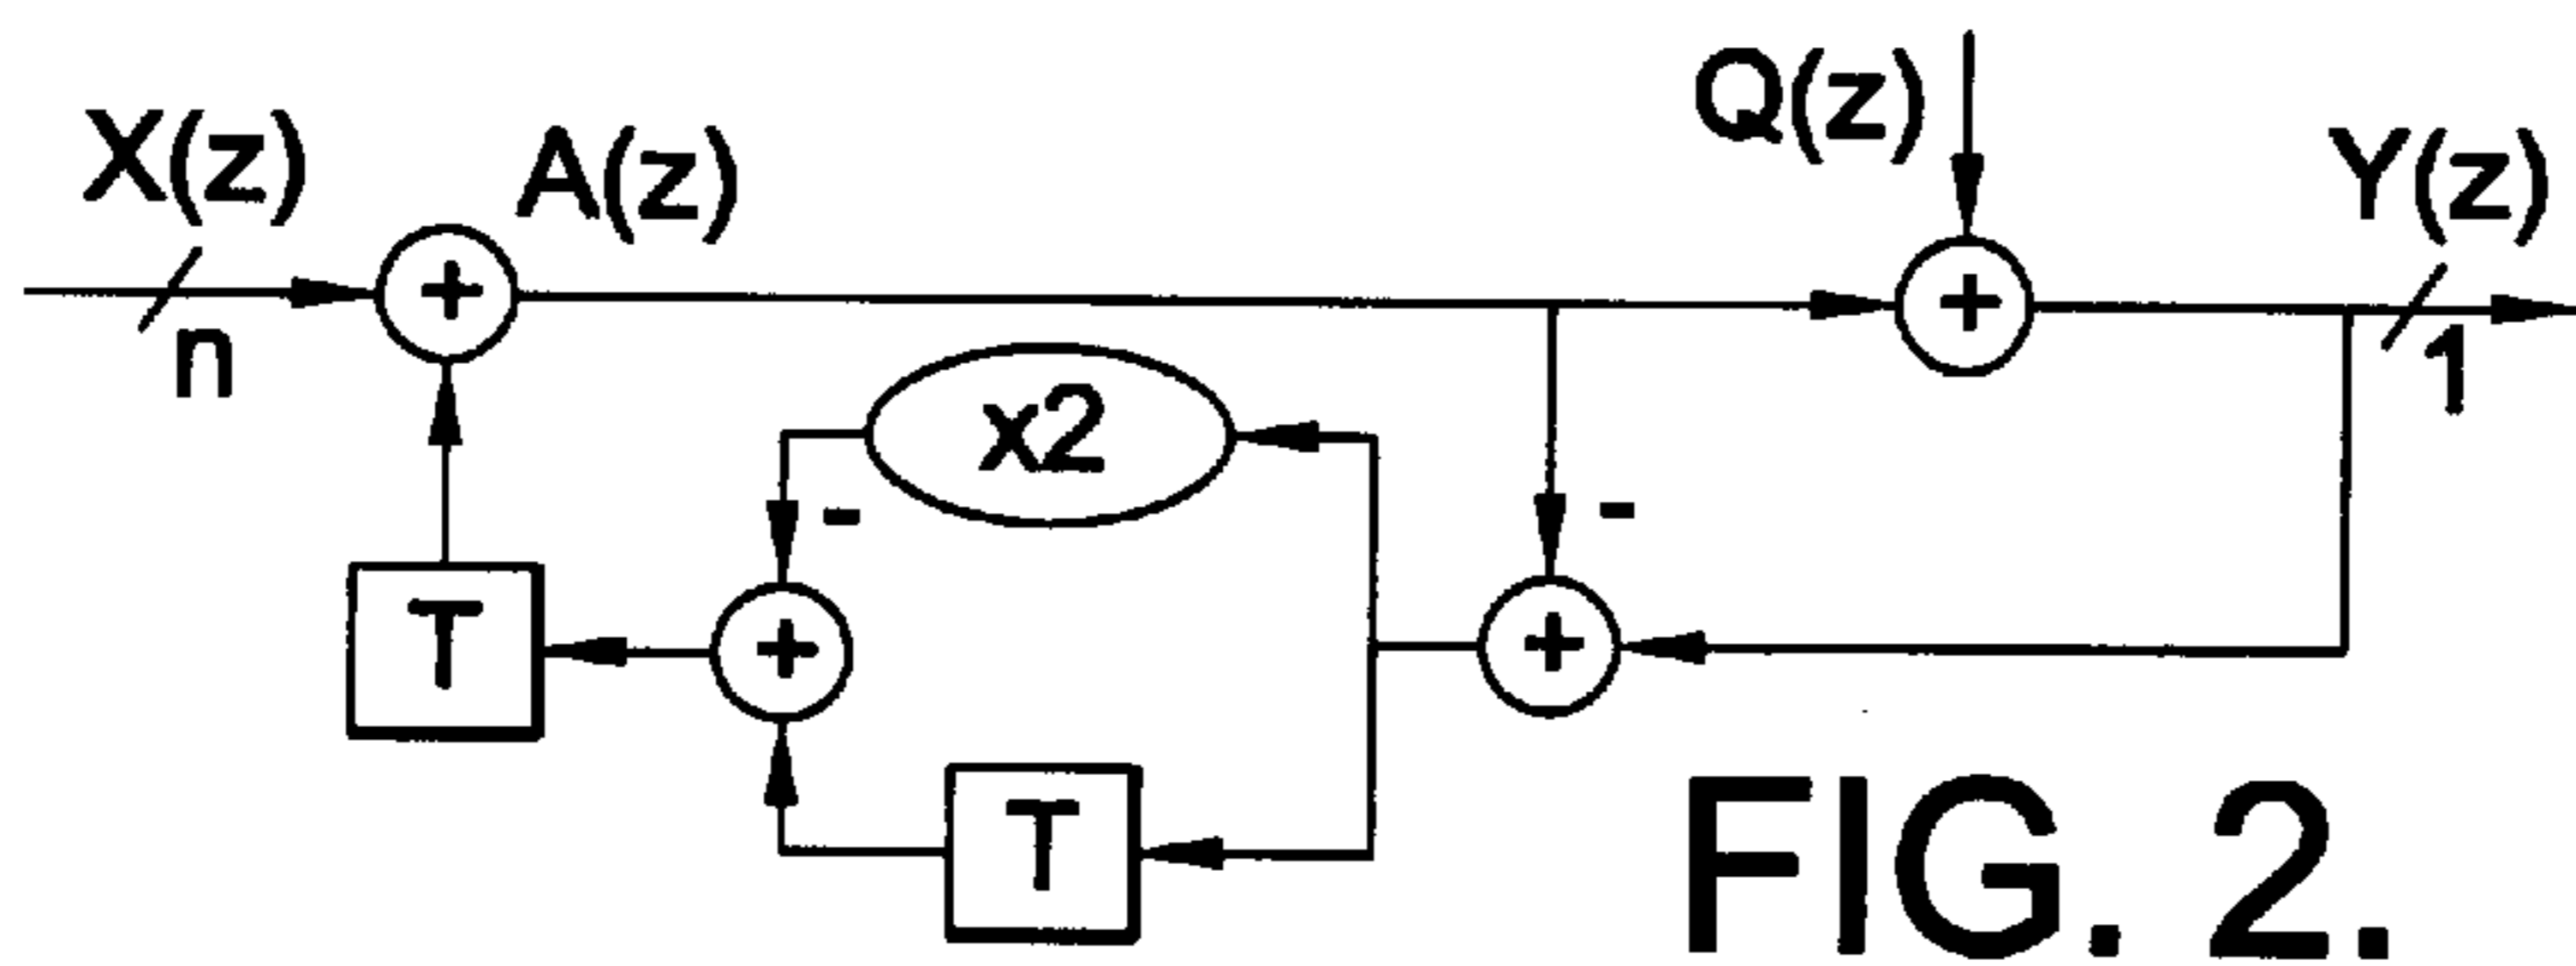 X(z)
A(z)
Q(z)
Y(z)
+
+
n
1
x2
-
-
T
+
+
T
FIG. 2.